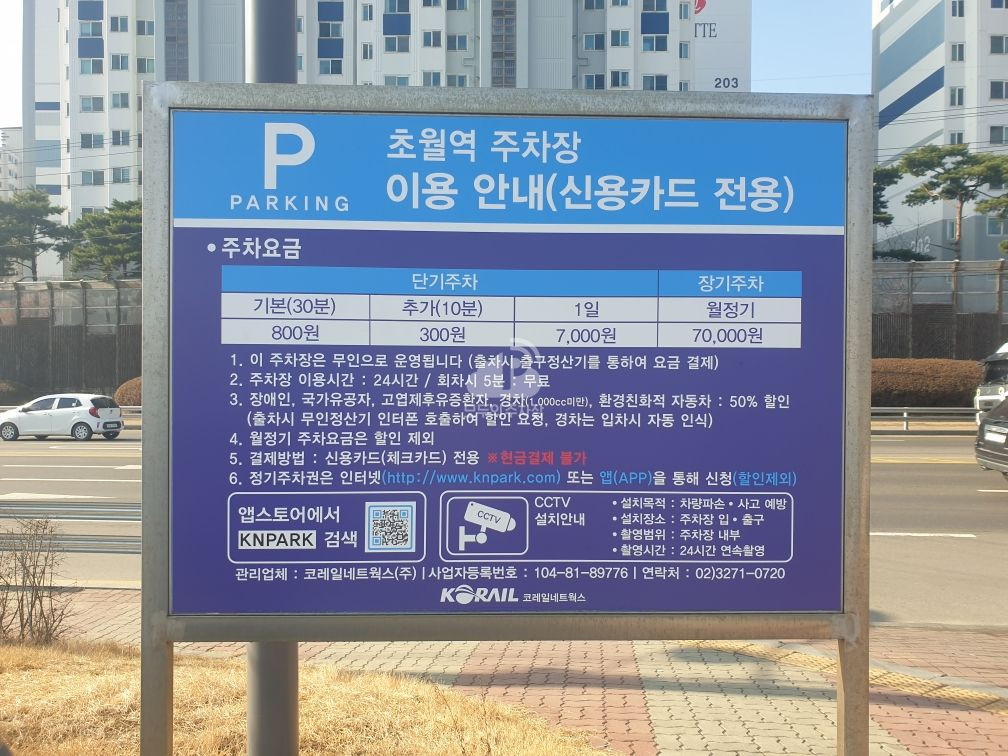 TTE
203
202
P
PARKING
초월역 주차장
이용 안내(신용카드 전용)
• 주차요금
단기주차 장기주차
기본(30분) 추가(10분) 1일 월정기
800원 300원 7,000원 70,000원
1. 이 주차장은 무인으로 운영됩니다 (출차시 출구정산기를 통하여 요금 결제)
2. 주차장 이용시간 : 24시간 / 회차시 5분 : 무료
3. 장애인, 국가유공자, 고엽제후유증환자, 경차(1,000cc미만), 환경친화적 자동차 : 50% 할인
(출차시 무인정산기 인터폰 호출하여 할인 요청, 경차는 입차시 자동 인식)
4. 월정기 주차요금은 할인 제외
5. 결제방법 : 신용카드(체크카드) 전용 ※현금결제 불가
6. 정기주차권은 인터넷(http://www.knpark.com) 또는 앱(APP)을 통해 신청(할인제외)
앱스토어에서
KNPARK 검색
CCTV
CCTV
설치안내
• 설치목적 : 차량파손 • 사고 예방
• 설치장소 : 주차장 입 • 출구
• 촬영범위 : 주차장 내부
• 촬영시간 : 24시간 연속촬영
관리업체 : 코레일네트웍스(주) | 사업자등록번호 : 104-81-89776 | 연락처 : 02)3271-0720
KORAIL 코레일네트웍스
모두의주차장